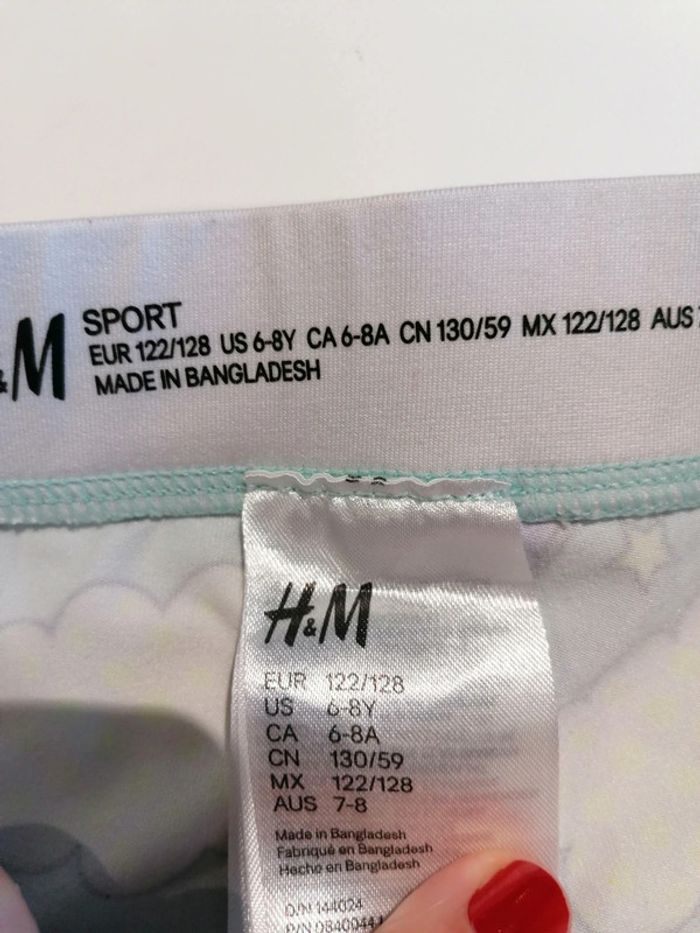 &M SPORT
EUR 122/128 US 6-8Y CA 6-8A CN 130/59 MX 122/128 AUS
MADE IN BANGLADESH
H&M
EUR 122/128
US 6-8Y
CA 6-8A
CN 130/59
MX 122/128
AUS 7-8
Made in Bangladesh
Fabriqué en Bangladesh
Hecho en Bangladesh
O/N 144024
P/N 0840044